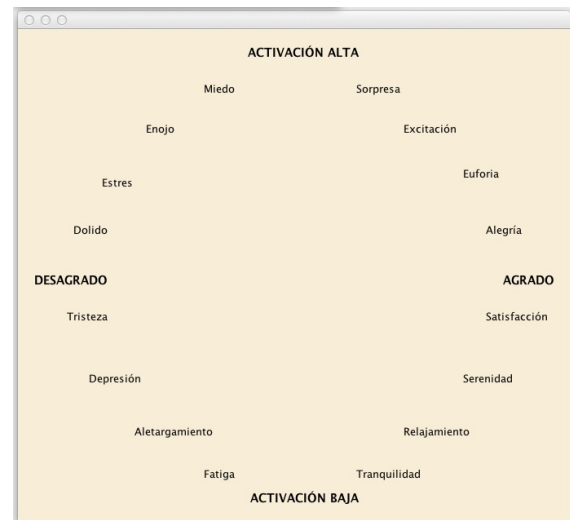 ACTIVACIÓN ALTA
Miedo Sorpresa
Enojo Excitación
Euforia
Estres
Dolido Alegría
DESAGRADO AGRADO
Tristeza Satisfacción
Depresión Serenidad
Aletargamiento Relajamiento
Fatiga Tranquilidad
ACTIVACIÓN BAJA